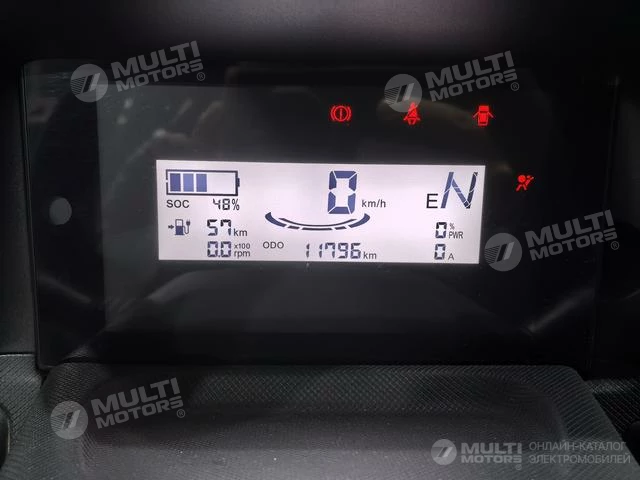 MULTI
MOTORS
MULTI
MOTORS
0 km/h
E N
SOC 48%
57 km
0 % PWR
0.0 x100 rpm
ODO 11796 km
0 A
MULTI
MOTORS
MULTI
MOTORS
MULTI
MOTORS
ОНЛАЙН-КАТАЛОГ
ЭЛЕКТРОМОБИЛЕЙ